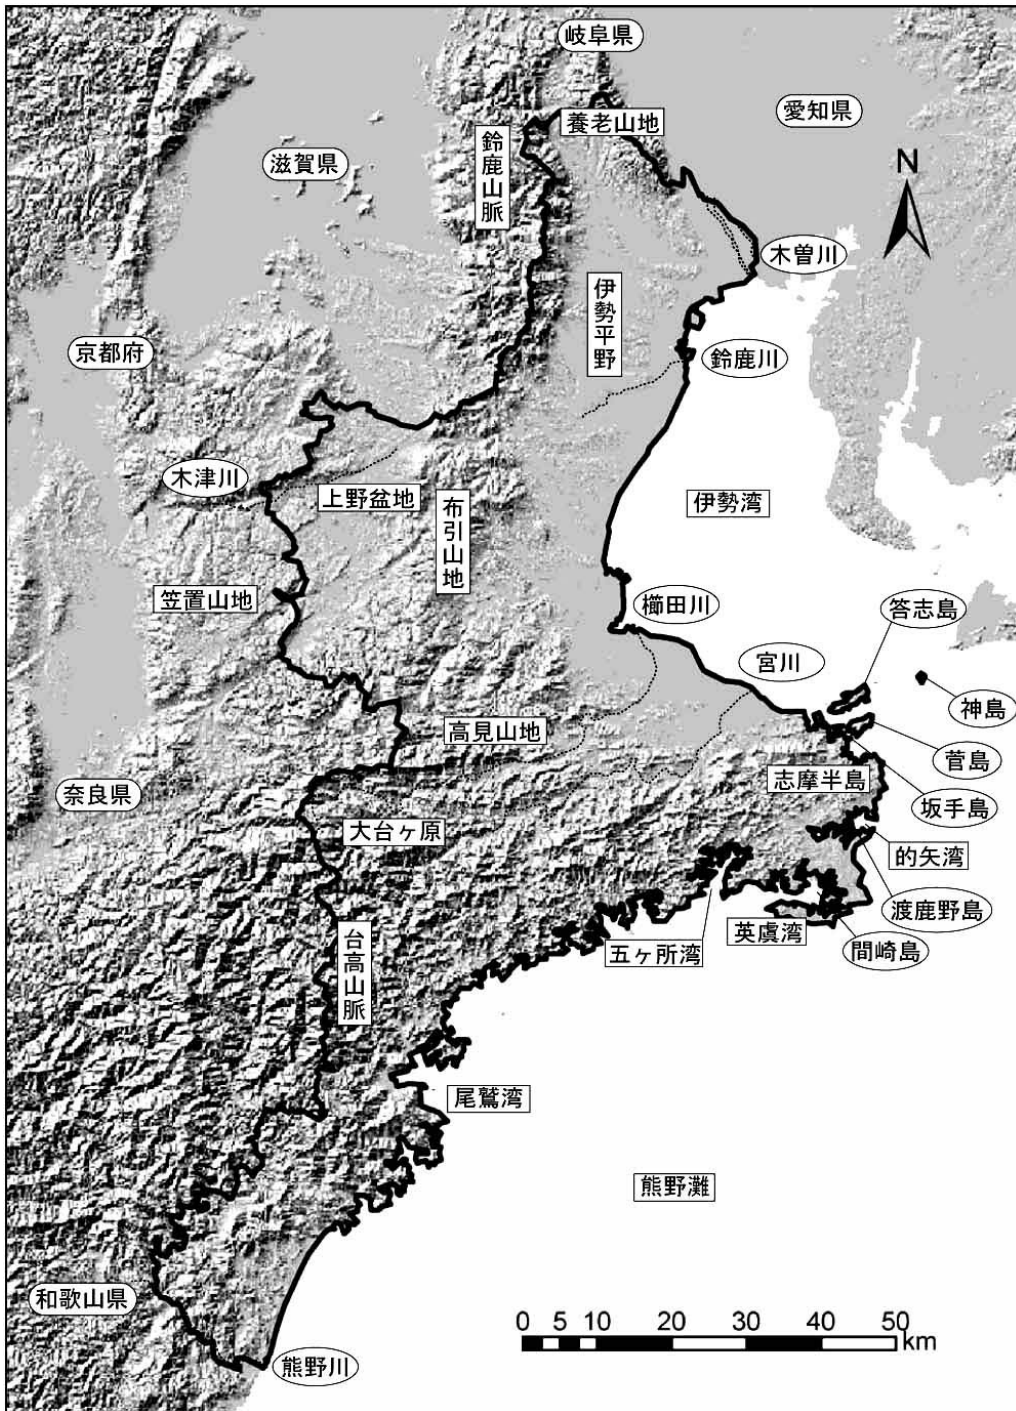 岐阜県
愛知県
養老山地
鈴鹿山脈
滋賀県
N
木曽川
伊勢平野
京都府
鈴鹿川
木津川
上野盆地
布引山地
伊勢湾
笠置山地
櫛田川
答志島
宮川
神島
高見山地
菅島
志摩半島
坂手島
奈良県
大台ヶ原
的矢湾
渡鹿野島
英虞湾
間崎島
五ヶ所湾
台高山脈
尾鷲湾
熊野灘
和歌山県
0 5 10 20 30 40 50
km
熊野川